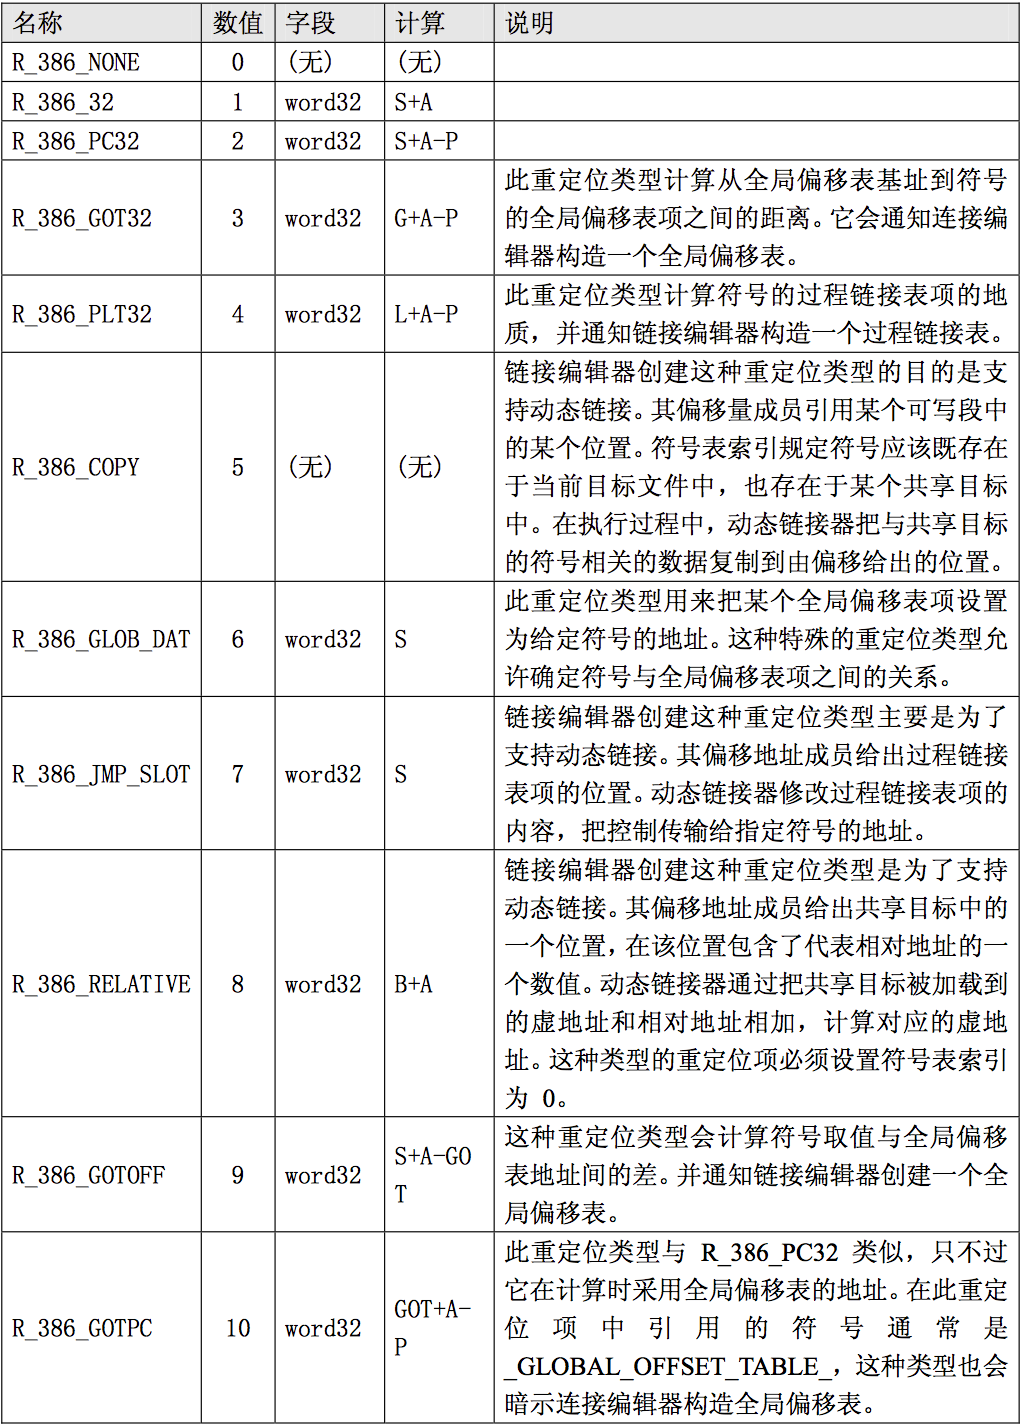 名称 数值 字段 计算 说明
R_386_NONE 0 (无) (无)
R_386_32 1 word32 S+A
R_386_PC32 2 word32 S+A-P
R_386_GOT32 3 word32 G+A-P
此重定位类型计算从全局偏移表基址到符号
的全局偏移表项之间的距离。它会通知连接编
辑器构造一个全局偏移表。
R_386_PLT32 4 word32 L+A-P
此重定位类型计算符号的过程链接表项的地
质，并通知链接编辑器构造一个过程链接表。
R_386_COPY 5 (无) (无)
链接编辑器创建这种重定位类型的目的是支
持动态链接。其偏移量成员引用某个可写段中
的某个位置。符号表索引规定符号应该既存在
于当前目标文件中，也存在于某个共享目标
中。在执行过程中，动态链接器把与共享目标
的符号相关的数据复制到由偏移给出的位置。
R_386_GLOB_DAT 6 word32 S
此重定位类型用来把某个全局偏移表项设置
为给定符号的地址。这种特殊的重定位类型允
许确定符号与全局偏移表项之间的关系。
R_386_JMP_SLOT 7 word32 S
链接编辑器创建这种重定位类型主要是为了
支持动态链接。其偏移地址成员给出过程链接
表项的位置。动态链接器修改过程链接表项的
内容，把控制传输给指定符号的地址。
R_386_RELATIVE 8 word32 B+A
链接编辑器创建这种重定位类型是为了支持
动态链接。其偏移地址成员给出共享目标中的
一个位置，在该位置包含了代表相对地址的一
个数值。动态链接器通过把共享目标被加载到
的虚地址和相对地址相加，计算对应的虚地
址。这种类型的重定位项必须设置符号表索引
为 0。
R_386_GOTOFF 9 word32 S+A-GO
T
这种重定位类型会计算符号取值与全局偏移
表地址间的差。并通知链接编辑器创建一个全
局偏移表。
R_386_GOTPC 10 word32 GOT+A-
P
此重定位类型与 R_386_PC32 类似，只不过
它在计算时采用全局偏移表的地址。在此重定
位项中引用的符号通常是
_GLOBAL_OFFSET_TABLE_，这种类型也会
暗示连接编辑器构造全局偏移表。